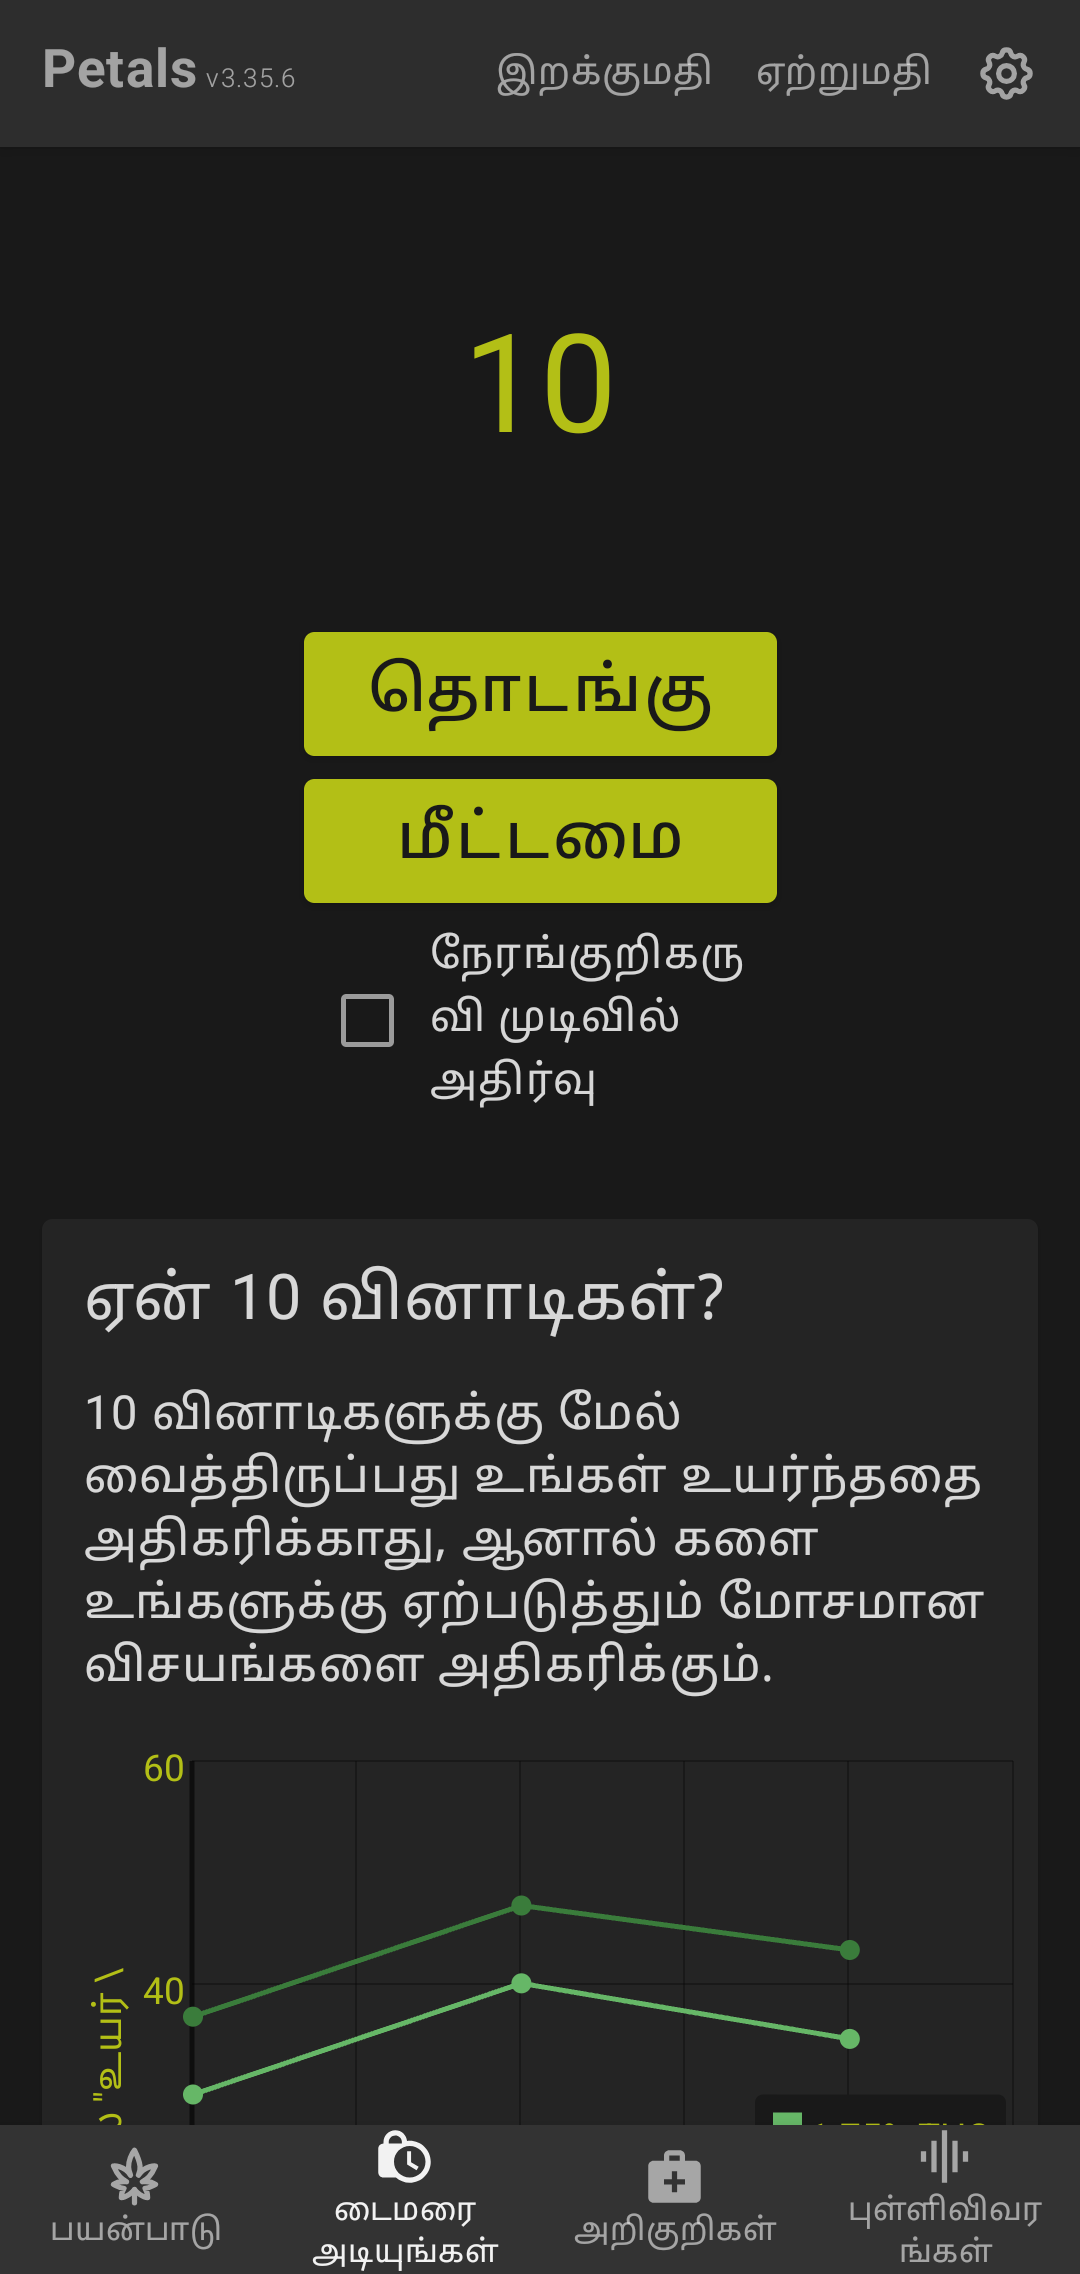 Petals v3.35.6 இறக்குமதி ஏற்றுமதி
10
தொடங்கு
மீட்டமை
நேரங்குறிகரு
வி முடிவில்
அதிர்வு
ஏன் 10 வினாடிகள்?
10 வினாடிகளுக்கு மேல்
வைத்திருப்பது உங்கள் உயர்ந்ததை
அதிகரிக்காது, ஆனால் களை
உங்களுக்கு ஏற்படுத்தும் மோசமான
விசயங்களை அதிகரிக்கும்.
60
40
"உயர் \
பயன்பாடு
டைமரை
அடியுங்கள்
அறிகுறிகள்
புள்ளிவிவர
ங்கள்